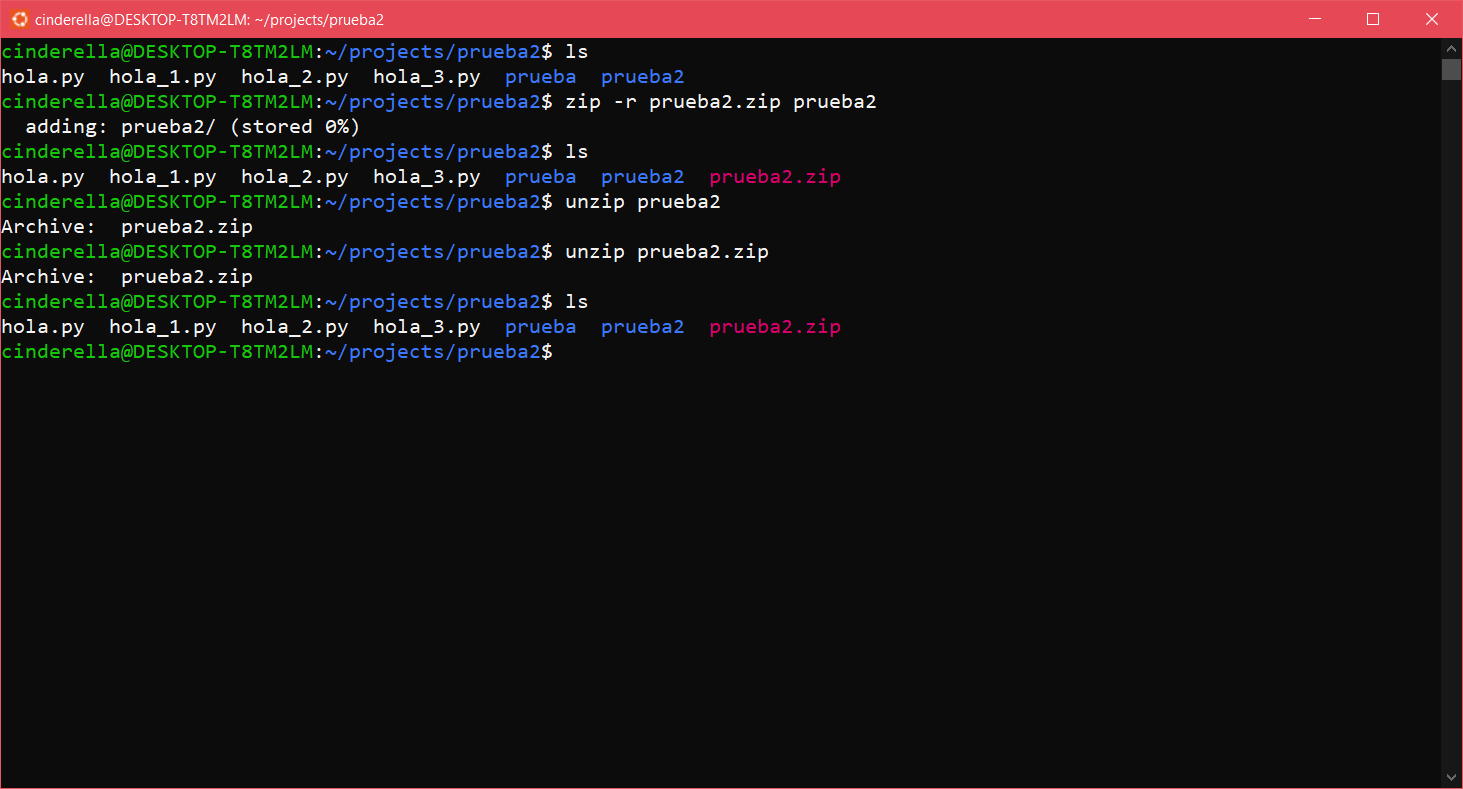 cinderella@DESKTOP-T8TM2LM: ~/projects/prueba2
cinderella@DESKTOP-T8TM2LM:~/projects/prueba2$ ls
hola.py  hola_1.py  hola_2.py  hola_3.py  prueba  prueba2
cinderella@DESKTOP-T8TM2LM:~/projects/prueba2$ zip -r prueba2.zip prueba2
  adding: prueba2/ (stored 0%)
cinderella@DESKTOP-T8TM2LM:~/projects/prueba2$ ls
hola.py  hola_1.py  hola_2.py  hola_3.py  prueba  prueba2  prueba2.zip
cinderella@DESKTOP-T8TM2LM:~/projects/prueba2$ unzip prueba2
Archive:  prueba2.zip
cinderella@DESKTOP-T8TM2LM:~/projects/prueba2$ unzip prueba2.zip
Archive:  prueba2.zip
cinderella@DESKTOP-T8TM2LM:~/projects/prueba2$ ls
hola.py  hola_1.py  hola_2.py  hola_3.py  prueba  prueba2  prueba2.zip
cinderella@DESKTOP-T8TM2LM:~/projects/prueba2$